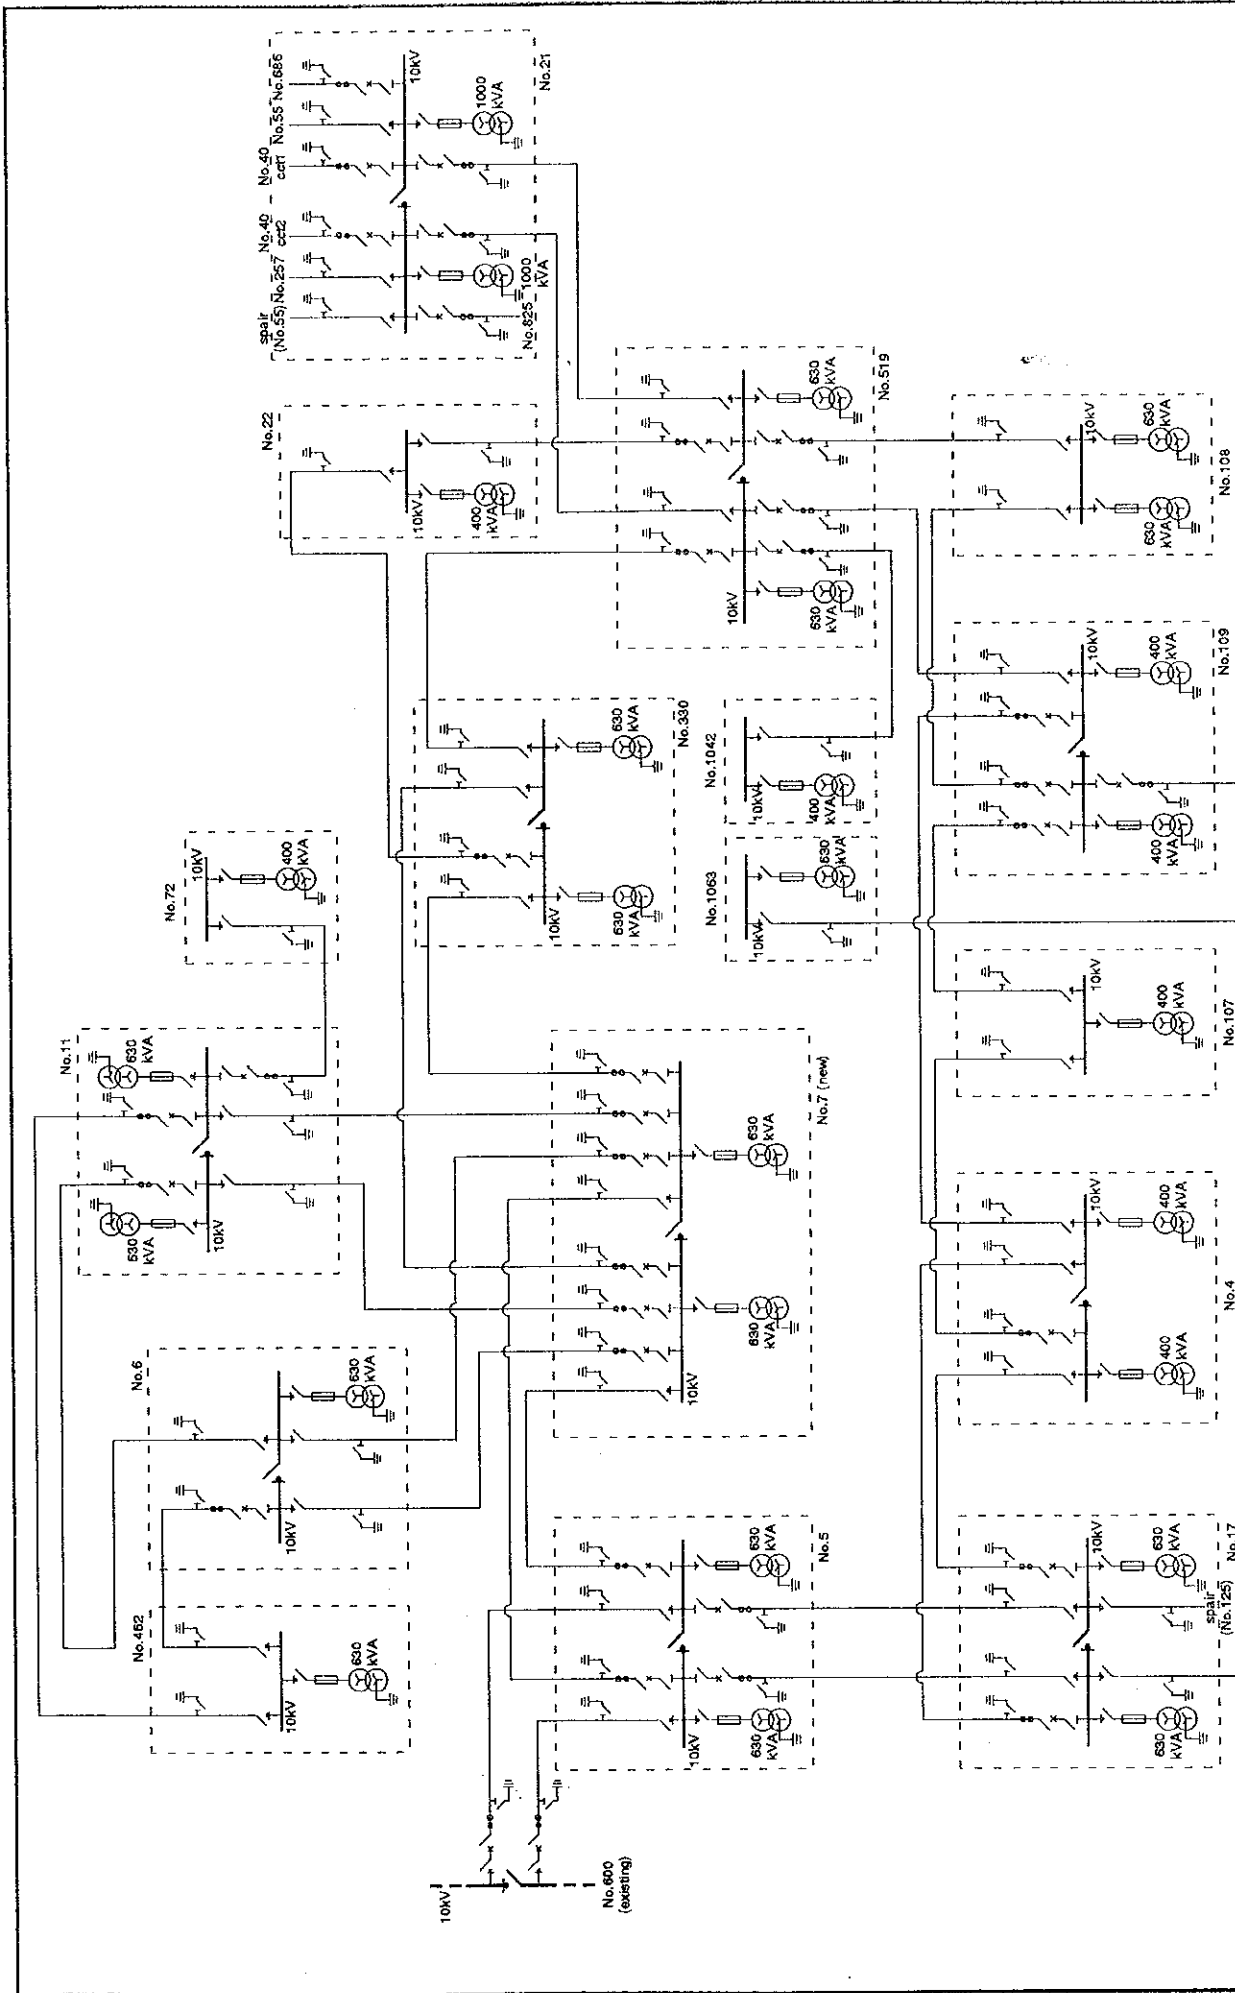 No.686
No.55
No.40
cct1
No.40
cct2
No.257
spair
(No.55)
10kV
1000
kVA
No.21
1000
kVA
No.825
No.22
10kV
400
kVA
630
kVA
No.519
10kV
630
kVA
10kV
630
kVA
No.108
630
kVA
No.72
10kV
400
kVA
630
kVA
No.330
10kV
630
kVA
No.1042
10kV
400
kVA
No.1063
10kV
630
kVA
10kV
400
kVA
No.109
400
kVA
No.11
630
kVA
630
kVA
10kV
No.7 (new)
630
kVA
630
kVA
10kV
10kV
400
kVA
No.107
10kV
400
kVA
No.4
400
kVA
No.6
630
kVA
10kV
No.462
630
kVA
10kV
630
kVA
No.5
630
kVA
10kV
10kV
630
kVA
No.17
spair
(No.125)
630
kVA
10kV
No.600
(existing)